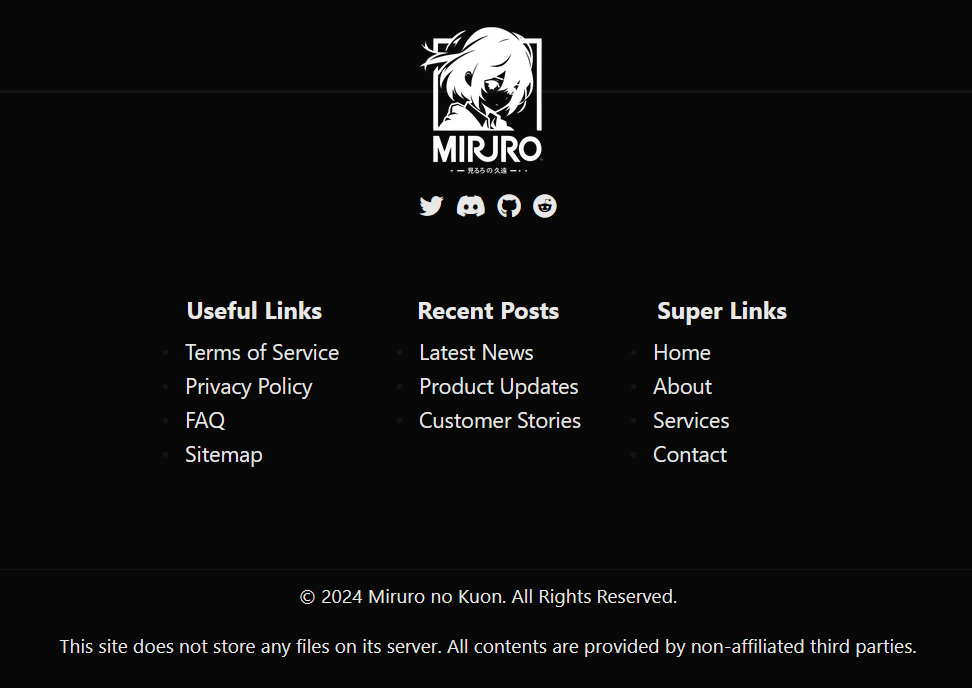 MIRURO
見るろの久遠
Useful Links
Terms of Service
Privacy Policy
FAQ
Sitemap
Recent Posts
Latest News
Product Updates
Customer Stories
Super Links
Home
About
Services
Contact
© 2024 Miruro no Kuon. All Rights Reserved.
This site does not store any files on its server. All contents are provided by non-affiliated third parties.